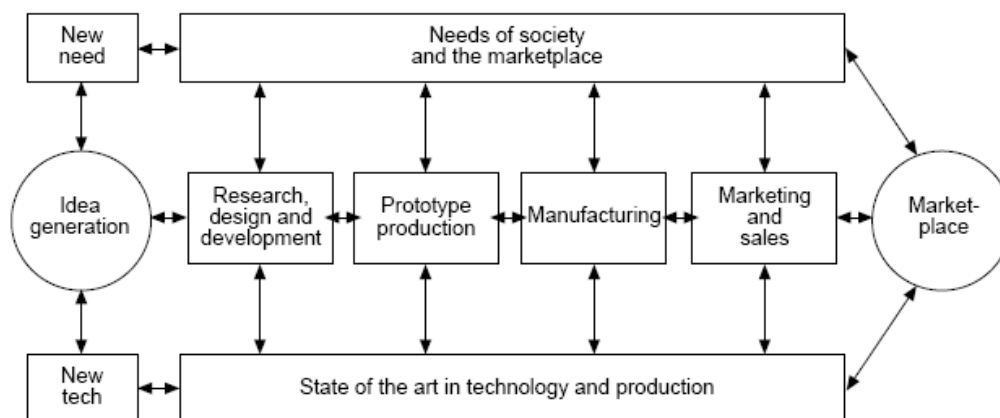 New
need
Needs of society
and the marketplace
Idea
generation
Research,
design and
development
Prototype
production
Manufacturing
Marketing
and
sales
Market-
place
New
tech
State of the art in technology and production